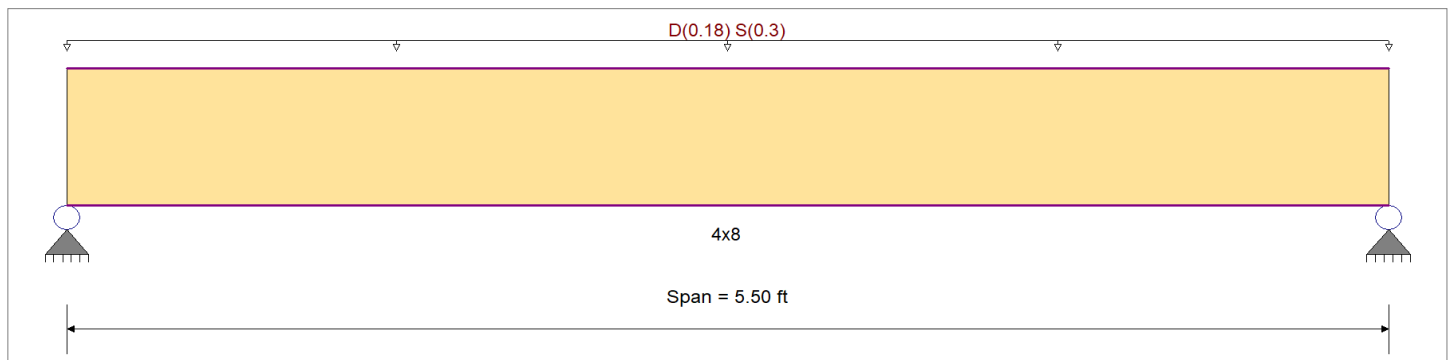 D(0.18) S(0.3)
4x8
Span = 5.50 ft